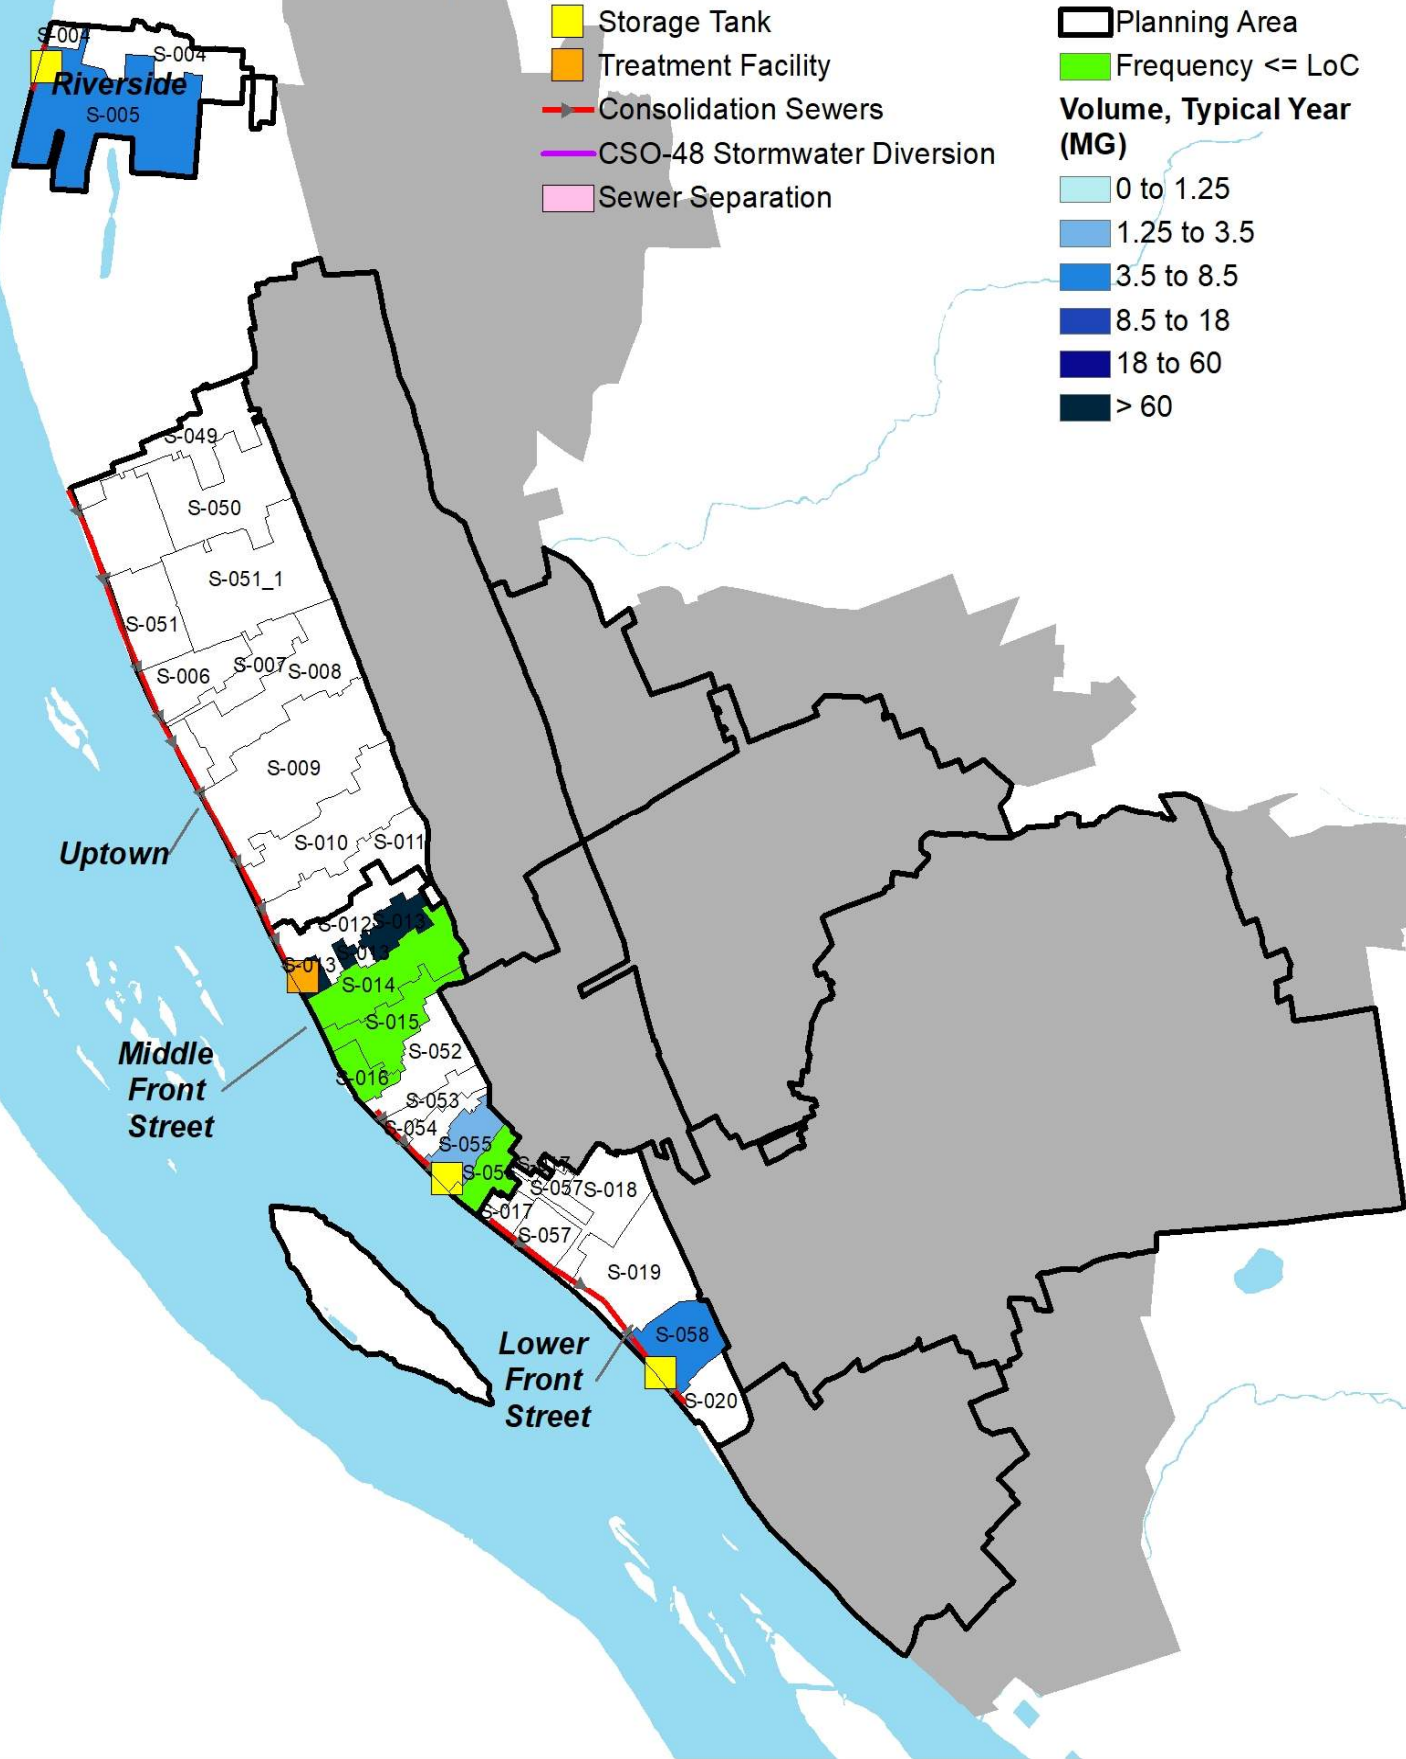 Storage Tank
Treatment Facility
Consolidation Sewers
CSO-48 Stormwater Diversion
Sewer Separation
Planning Area
Frequency <= LoC
Volume, Typical Year
(MG)
0 to 1.25
1.25 to 3.5
3.5 to 8.5
8.5 to 18
18 to 60
> 60
S-004
S-004
Riverside
S-005
S-049
S-050
S-051_1
S-051
S-006
S-007
S-008
S-009
S-010
S-011
Uptown
S-012
S-013
S-013
S-013
S-014
S-015
S-052
S-016
S-053
S-054
S-055
Middle
Front
Street
S-017
S-057
S-018
S-017
S-057
S-019
S-058
S-020
Lower
Front
Street